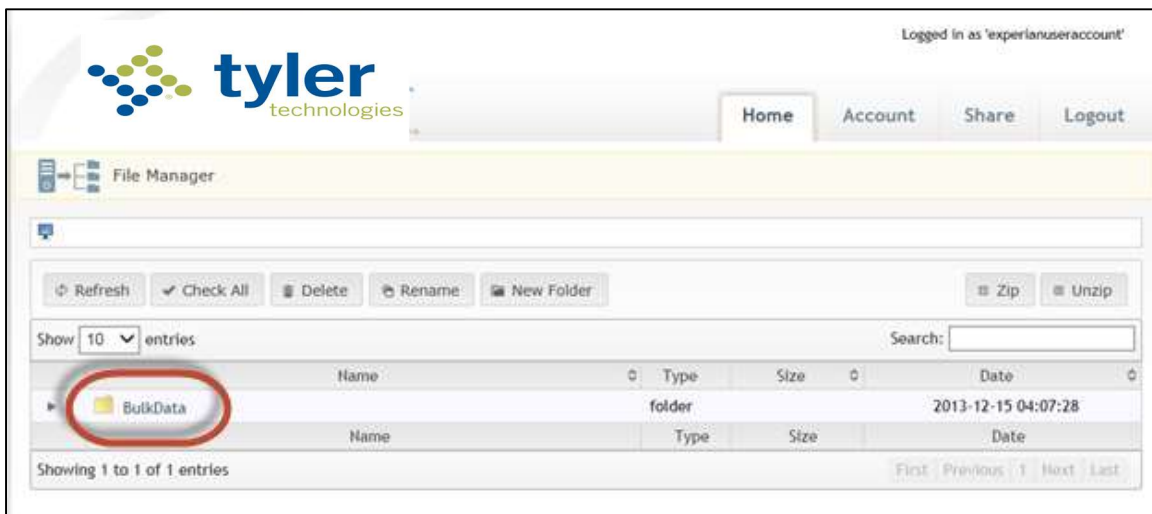 Logged in as 'experianuseraccount'
tyler
technologies
Home Account Share Logout
File Manager
Refresh Check All Delete Rename New Folder Zip Unzip
Show 10 entries Search:
Name Type Size Date
BulkData folder 2013-12-15 04:07:28
Name Type Size Date
Showing 1 to 1 of 1 entries First Previous 1 Next Last